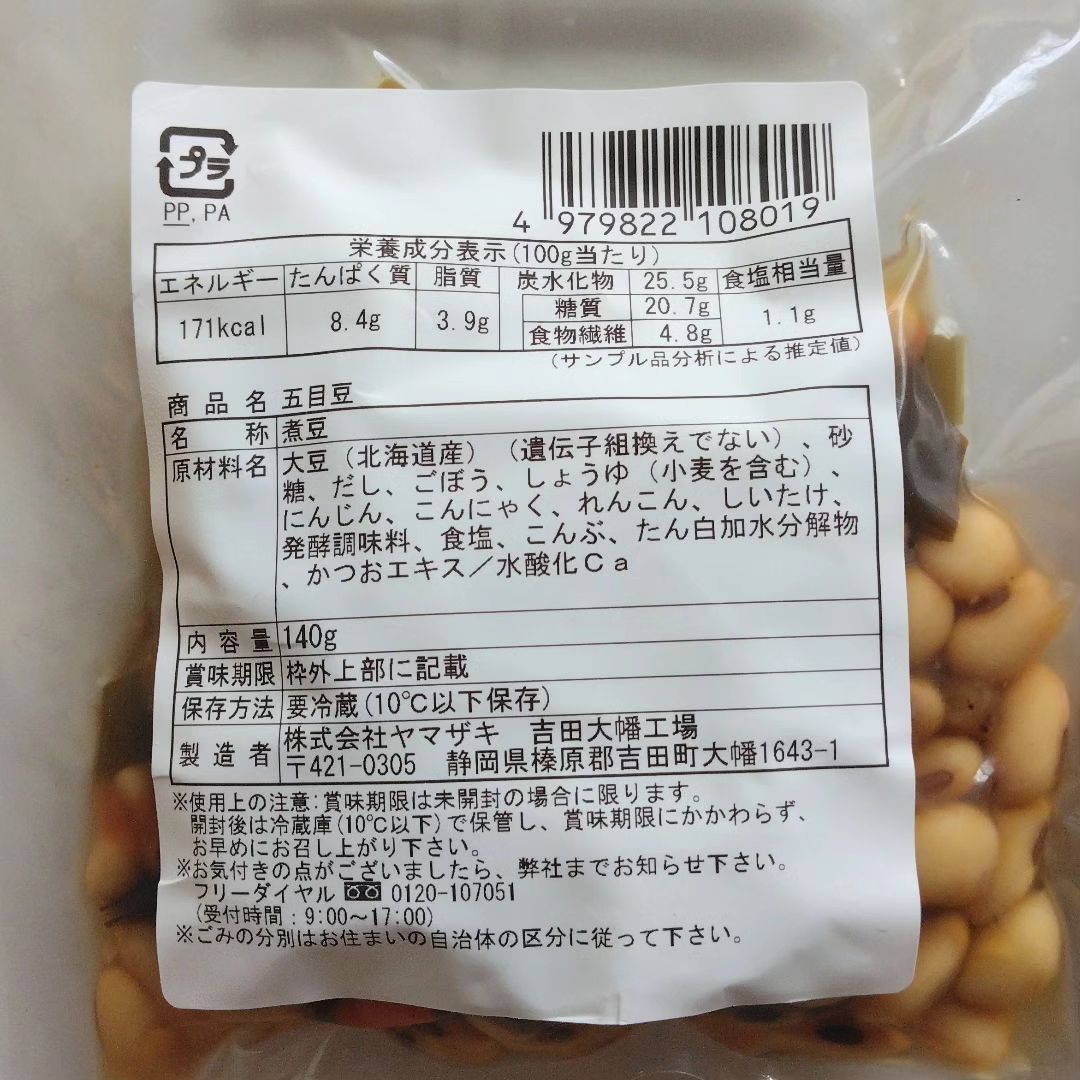 プラ
PP, PA
4 979822 108019
栄養成分表示(100g当たり)
エネルギー たんぱく質 脂質 炭水化物 25.5g 食塩相当量
171kcal 8.4g 3.9g 糖質 20.7g 1.1g
食物繊維 4.8g
(サンプル品分析による推定値)
商品名 五目豆
名称 煮豆
原材料名 大豆(北海道産)(遺伝子組換えでない)、砂
糖、だし、ごぼう、しょうゆ(小麦を含む)、
にんじん、こんにゃく、れんこん、しいたけ、
発酵調味料、食塩、こんぶ、たん白加水分解物
、かつおエキス/水酸化Ca
内容量 140g
賞味期限 枠外上部に記載
保存方法 要冷蔵(10℃以下保存)
製造者 株式会社ヤマザキ 吉田大幡工場
〒421-0305 静岡県榛原郡吉田町大幡1643-1
※使用上の注意:賞味期限は未開封の場合に限ります。
開封後は冷蔵庫(10℃以下)で保管し、賞味期限にかかわらず、
お早めにお召し上がり下さい。
※お気付きの点がございましたら、弊社までお知らせ下さい。
フリーダイヤル 0120-107051
(受付時間:9:00〜17:00)
※ごみの分別はお住まいの自治体の区分に従って下さい。